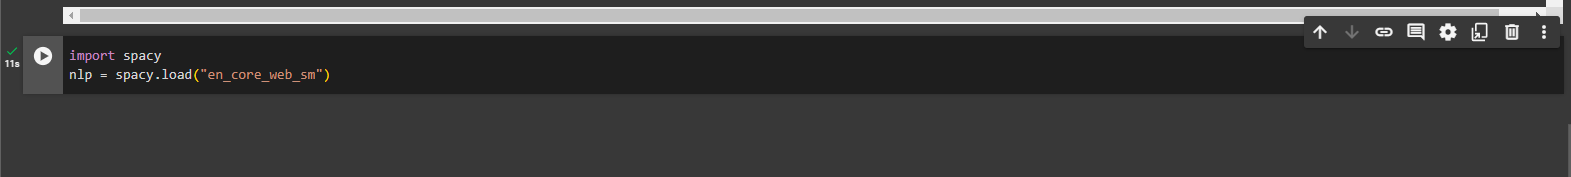 import spacy
nlp = spacy.load("en_core_web_sm")
11s